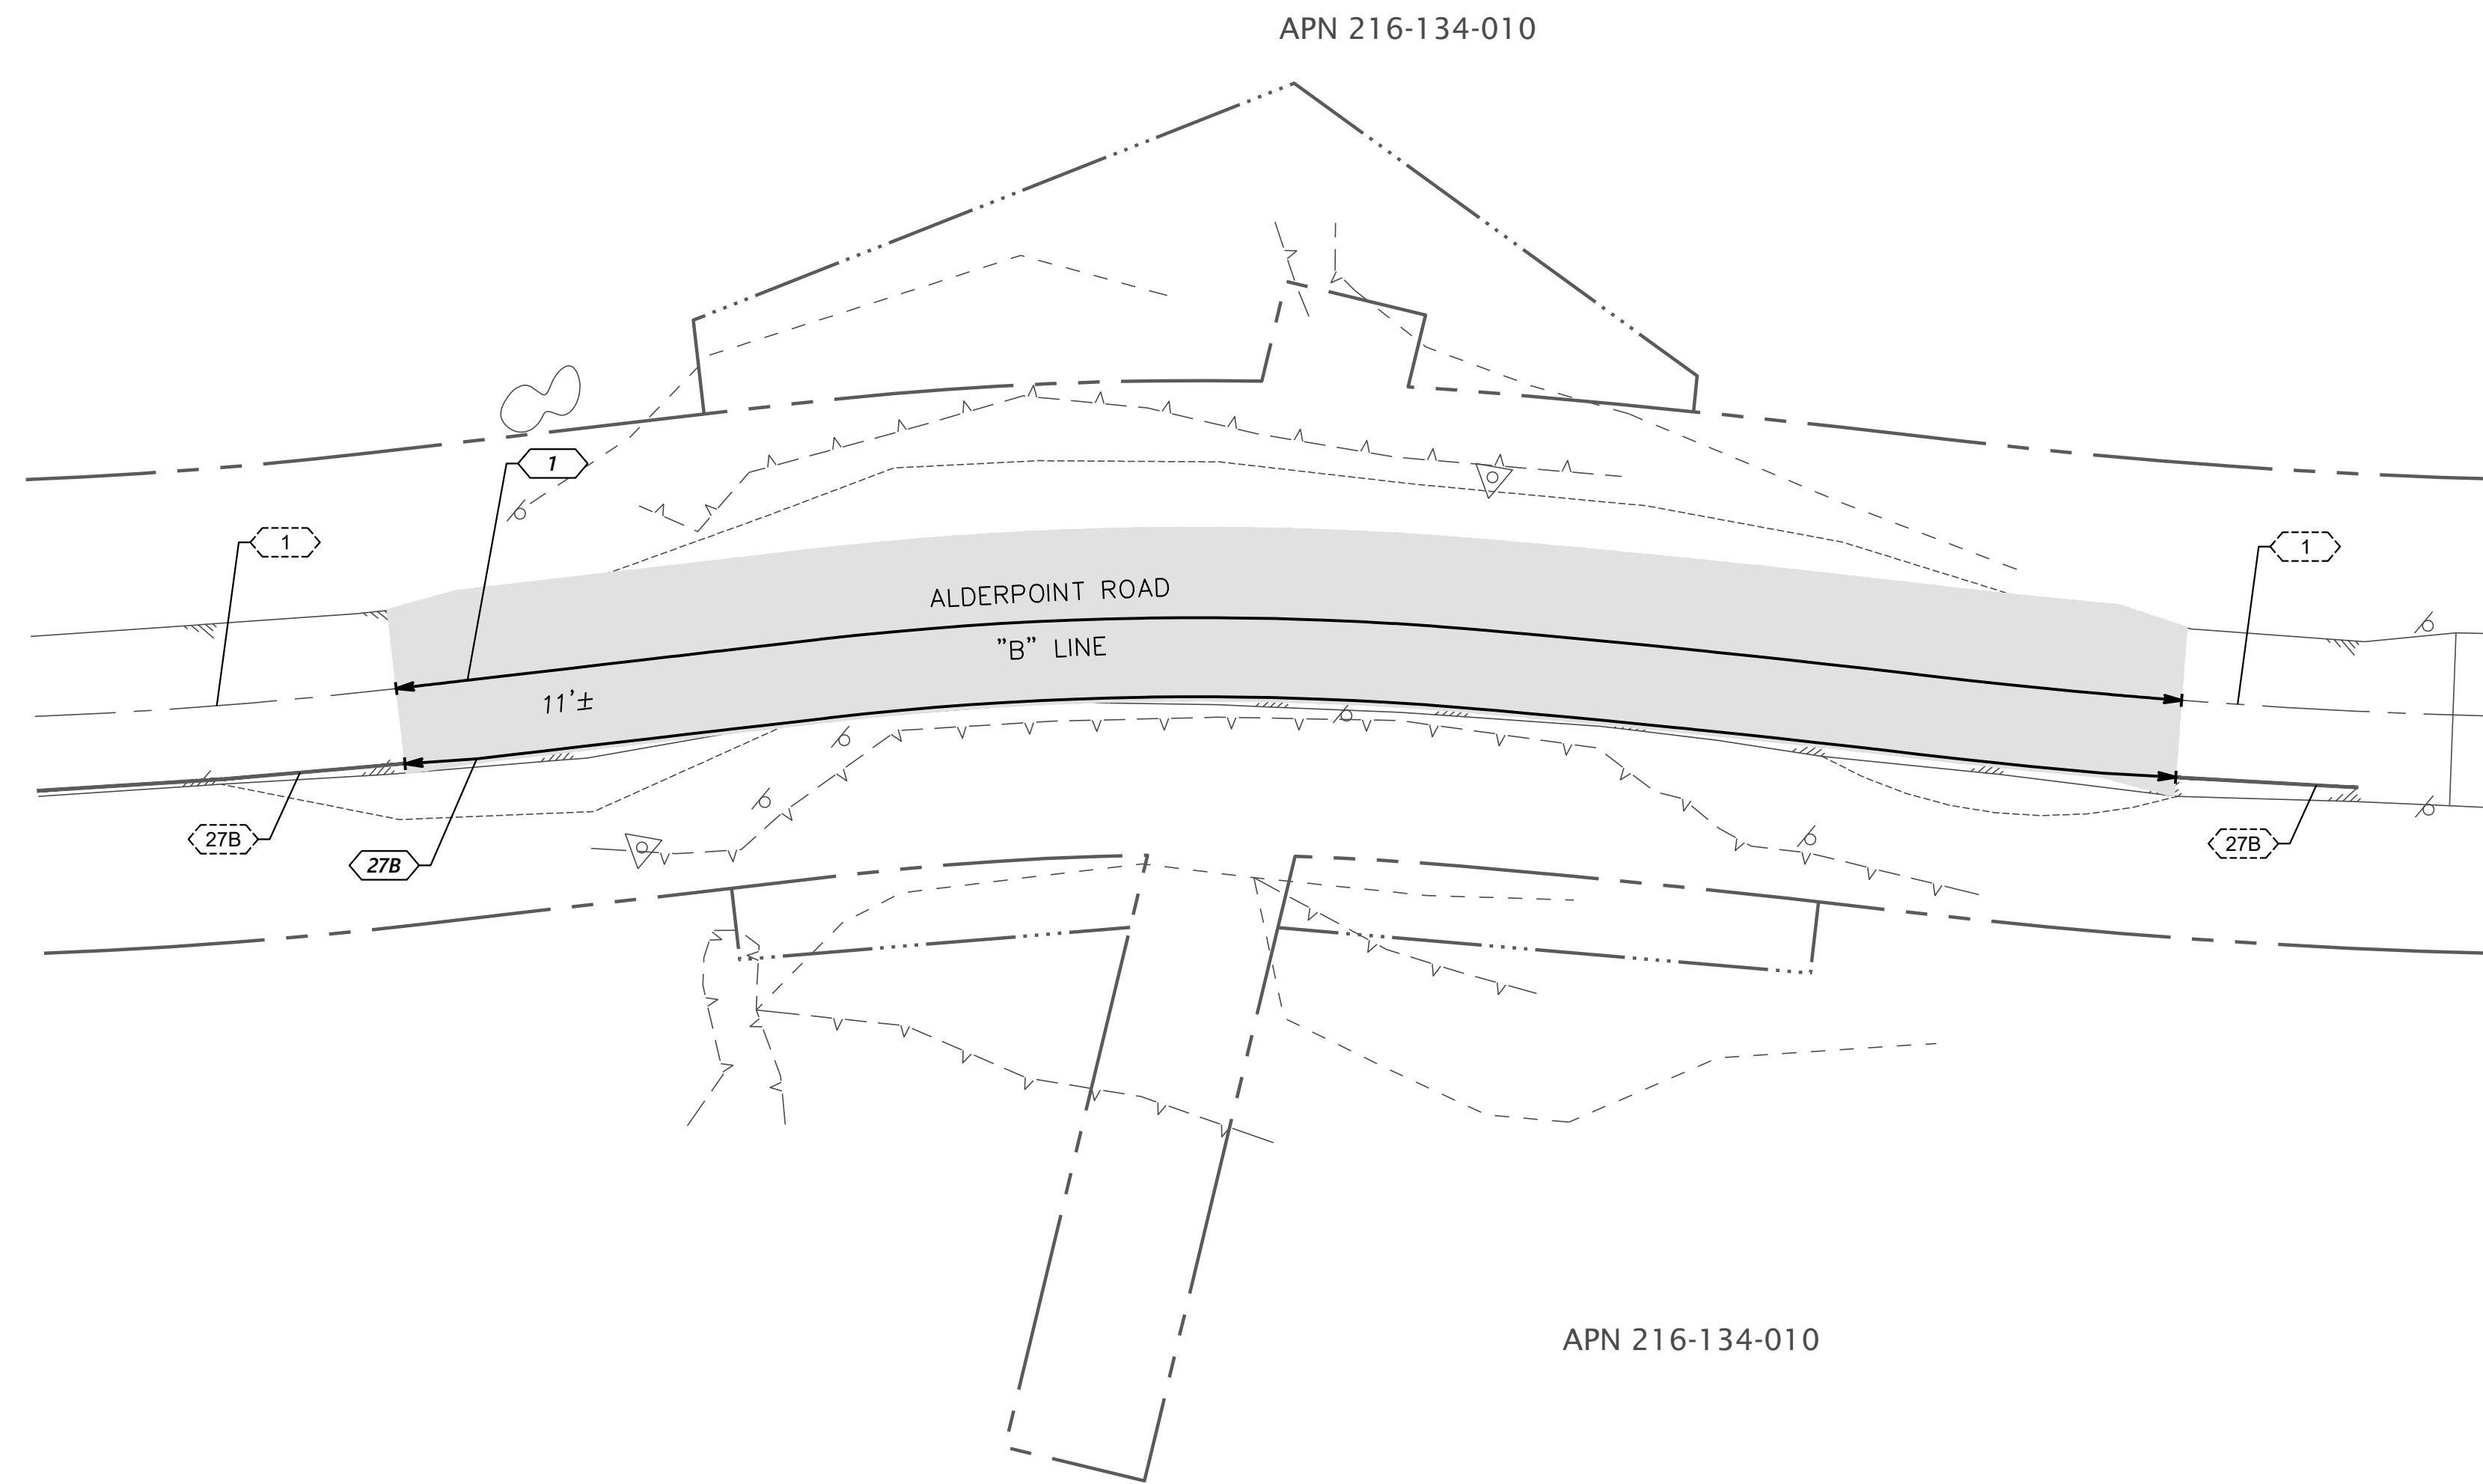 APN 216-134-010
1
1
1
ALDERPOINT ROAD
"B" LINE
11'±
27B
27B
27B
APN 216-134-010